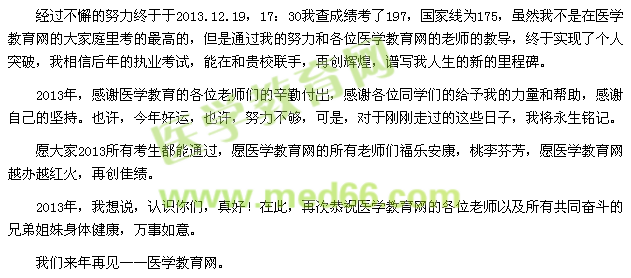 经过不懈的努力终于于2013.12.19，17：30我查成绩考了197，国家线为175，虽然我不是在医学
教育网的大家庭里考的最高的，但是通过我的努力和各位医学教育网的老师的教导，终于实现了个人
突破，我相信后年的执业考试，能在和贵校联手，再创辉煌，谱写我人生的新的里程碑。
2013年，感谢医学教育的各位老师们的辛勤付出，感谢各位同学们的给予我的力量和帮助，感谢
自己的坚持。也许，今年好运，也许，努力不够，可是，对于刚刚走过的这些日子，我将永生铭记。
愿大家2013所有考生都能通过，愿医学教育网的所有老师们福乐安康，桃李芬芳，愿医学教育网
越办越红火，再创佳绩。
2013年，我想说，认识你们，真好！在此，再次恭祝医学教育网的各位老师以及所有共同奋斗的
兄弟姐妹身体健康，万事如意。
我们来年再见——医学教育网。
医学教育网
www.med66.com